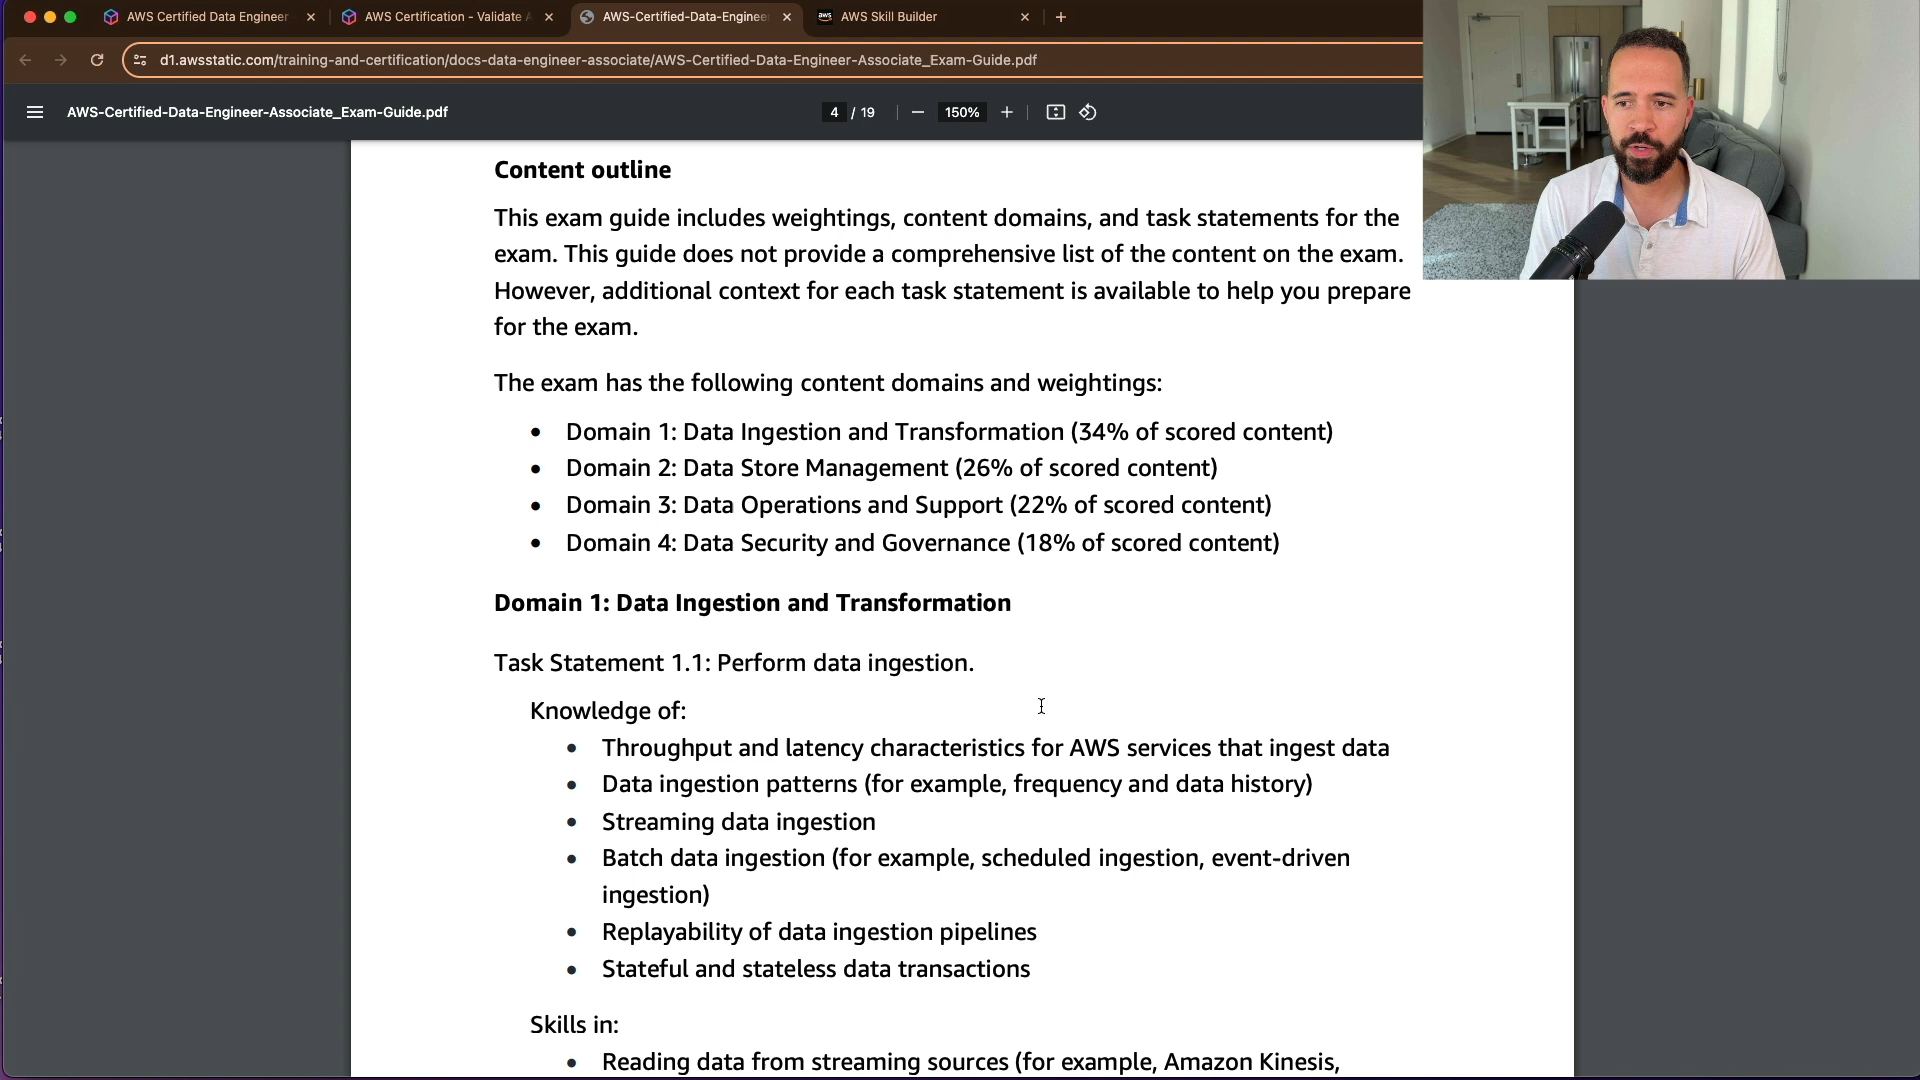 AWS Certified Data Engineer
AWS Certification - Validate A
AWS-Certified-Data-Enginee
aws
AWS Skill Builder
d1.awsstatic.com/training-and-certification/docs-data-engineer-associate/AWS-Certified-Data-Engineer-Associate_Exam-Guide.pdf
AWS-Certified-Data-Engineer-Associate_Exam-Guide.pdf
4 / 19
150%
Content outline
This exam guide includes weightings, content domains, and task statements for the
exam. This guide does not provide a comprehensive list of the content on the exam.
However, additional context for each task statement is available to help you prepare
for the exam.
The exam has the following content domains and weightings:
• Domain 1: Data Ingestion and Transformation (34% of scored content)
• Domain 2: Data Store Management (26% of scored content)
• Domain 3: Data Operations and Support (22% of scored content)
• Domain 4: Data Security and Governance (18% of scored content)
Domain 1: Data Ingestion and Transformation
Task Statement 1.1: Perform data ingestion.
Knowledge of:
• Throughput and latency characteristics for AWS services that ingest data
• Data ingestion patterns (for example, frequency and data history)
• Streaming data ingestion
• Batch data ingestion (for example, scheduled ingestion, event-driven
ingestion)
• Replayability of data ingestion pipelines
• Stateful and stateless data transactions
Skills in:
• Reading data from streaming sources (for example, Amazon Kinesis,